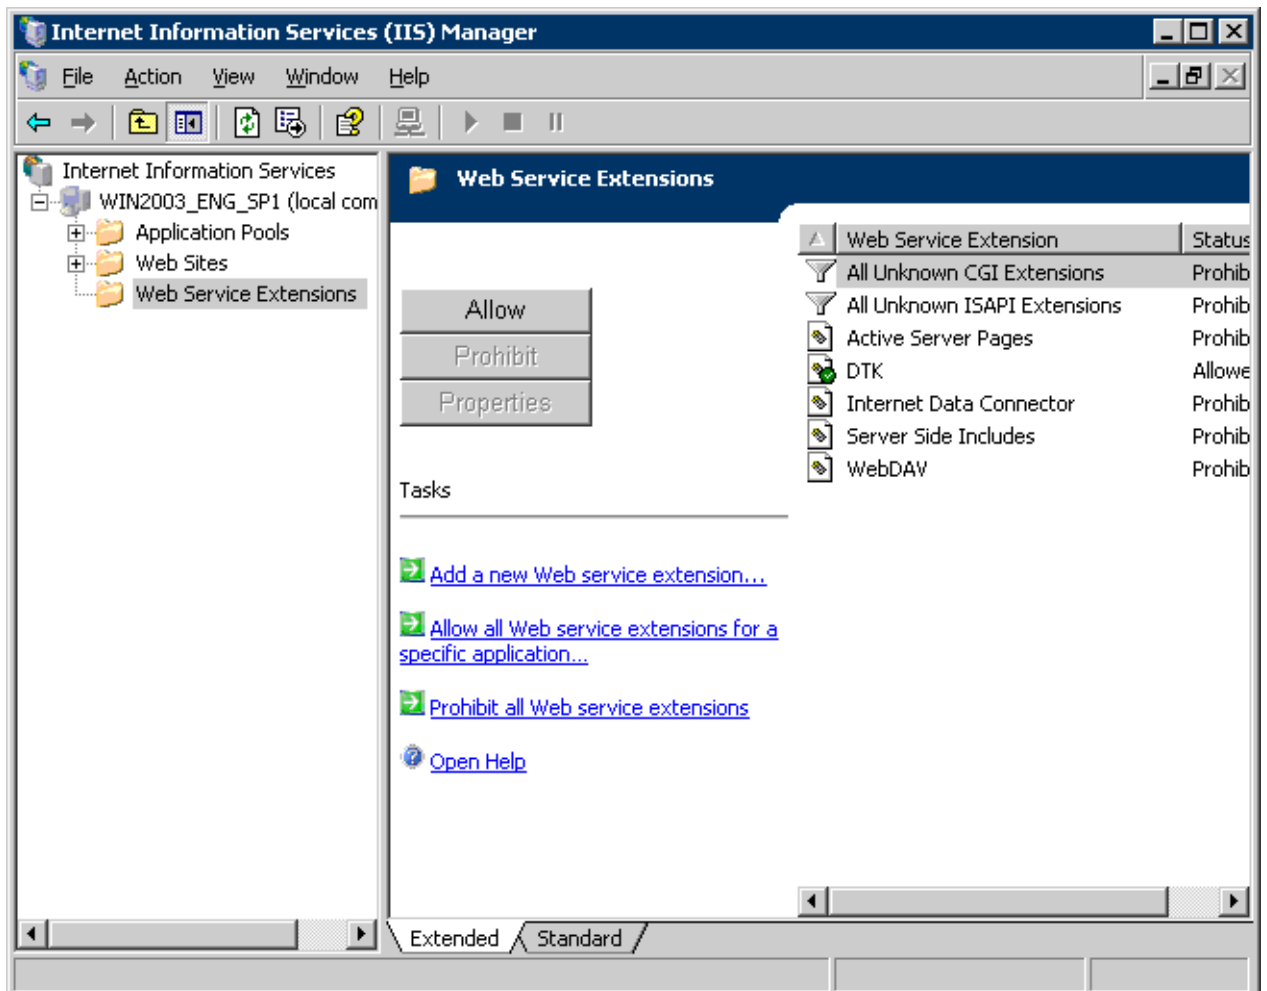 Internet Information Services (IIS) Manager
File Action View Window Help
Internet Information Services
WIN2003_ENG_SP1 (local com
Application Pools
Web Sites
Web Service Extensions
Web Service Extensions
Allow
Prohibit
Properties
Tasks
Add a new Web service extension...
Allow all Web service extensions for a
specific application...
Prohibit all Web service extensions
Open Help
Web Service Extension Status
All Unknown CGI Extensions Prohib
All Unknown ISAPI Extensions Prohib
Active Server Pages Prohib
DTK Allowe
Internet Data Connector Prohib
Server Side Includes Prohib
WebDAV Prohib
Extended Standard